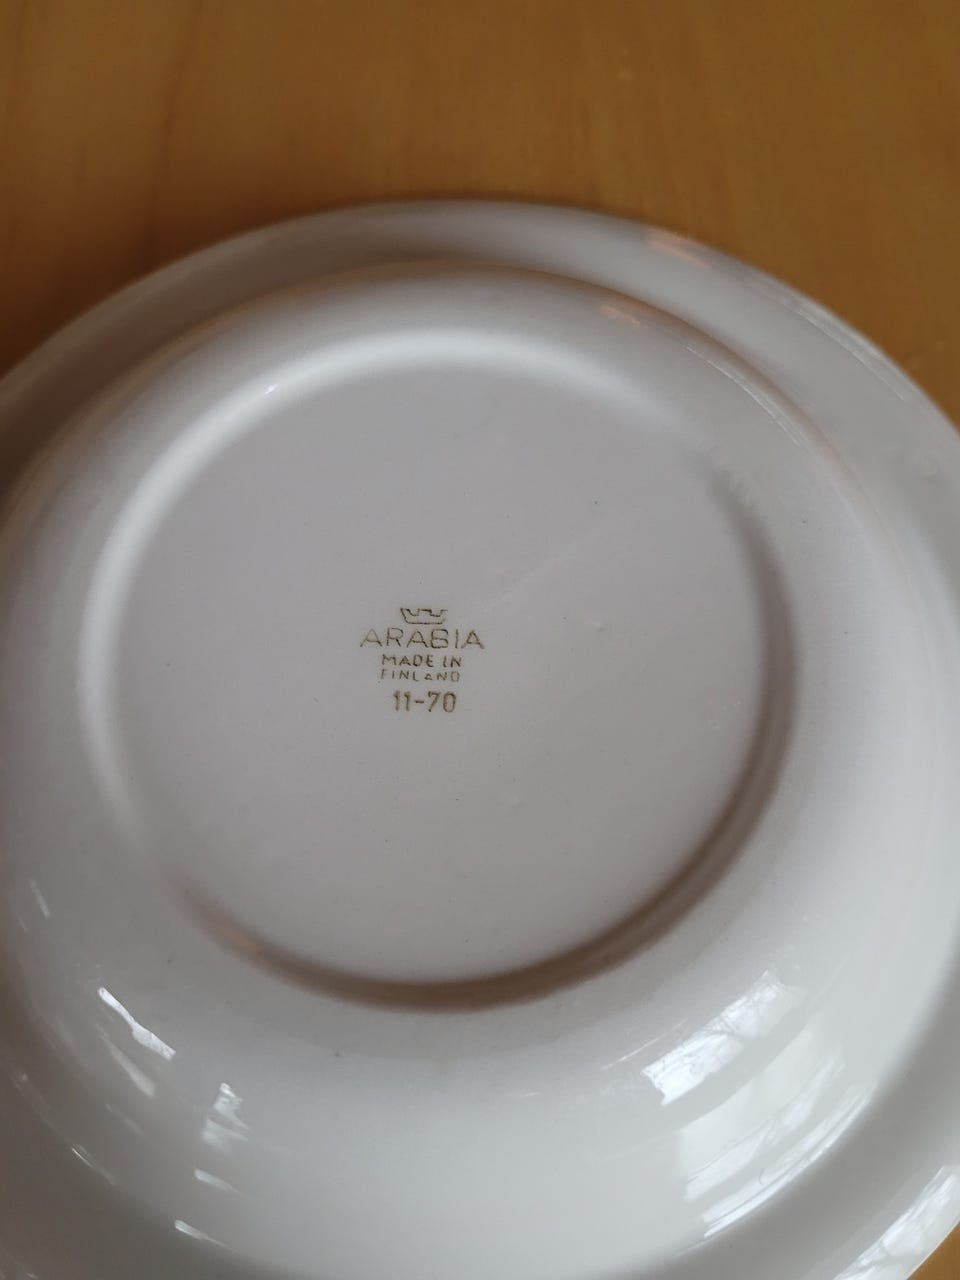 ARABIA
MADE IN
FINLAND
11-70